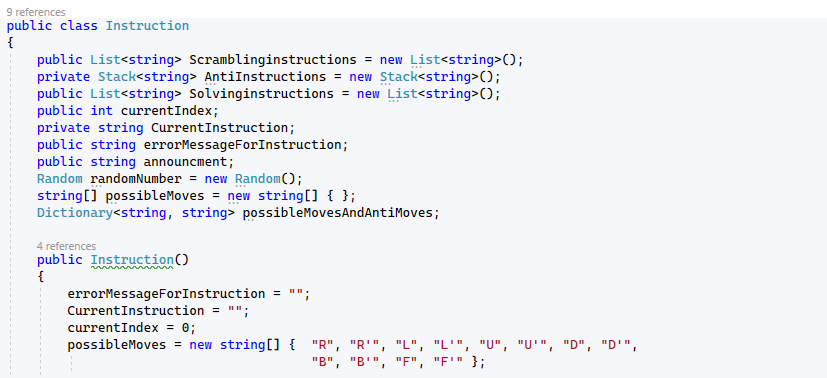 9 references
public class Instruction
{
public List<string> Scramblinginstructions = new List<string>();
private Stack<string> AntiInstructions = new Stack<string>();
public List<string> Solvinginstructions = new List<string>();
public int currentIndex;
private string CurrentInstruction;
public string errorMessageForInstruction;
public string announcment;
Random randomNumber = new Random();
string[] possibleMoves = new string[] { };
Dictionary<string, string> possibleMovesAndAntiMoves;
4 references
public Instruction()
{
errorMessageForInstruction = "";
CurrentInstruction = "";
currentIndex = 0;
possibleMoves = new string[] {  "R", "R'", "L", "L'", "U", "U'", "D", "D'",
"B", "B'", "F", "F'" };